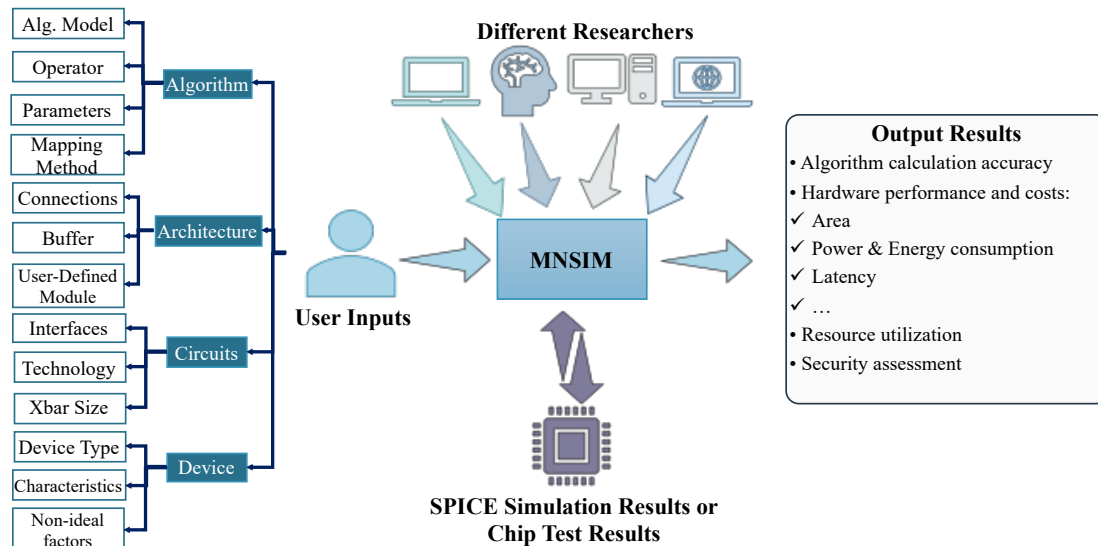 Alg. Model
Operator
Parameters
Mapping
Method
Algorithm
Connections
Buffer
User-Defined
Module
Architecture
Interfaces
Technology
Xbar Size
Circuits
Device Type
Characteristics
Non-ideal
factors
Device
User Inputs
Different Researchers
MNSIM
SPICE Simulation Results or
Chip Test Results
Output Results
• Algorithm calculation accuracy
• Hardware performance and costs:
✓ Area
✓ Power & Energy consumption
✓ Latency
✓ …
• Resource utilization
• Security assessment